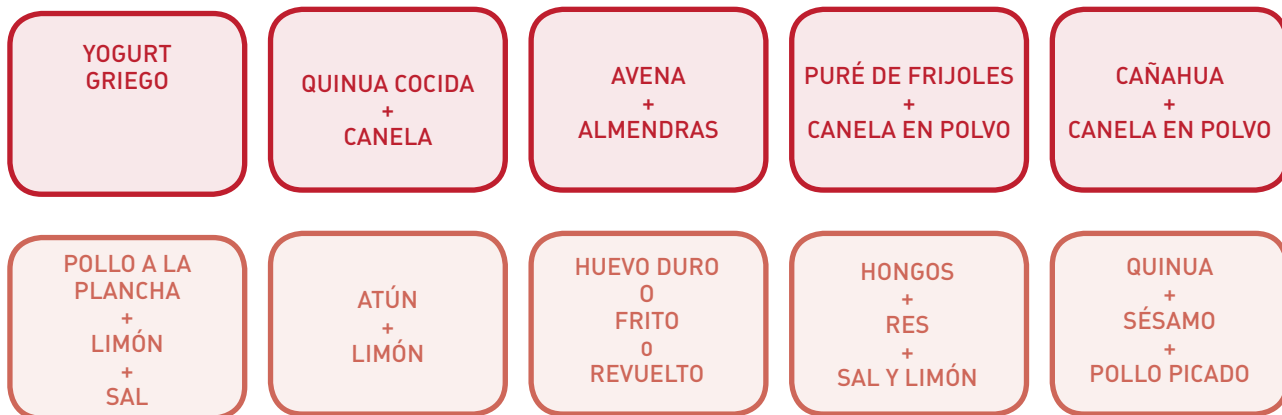 YOGURT
GRIEGO
QUINUA COCIDA
+
CANELA
AVENA
+
ALMENDRAS
PURÉ DE FRIJOLES
+
CANELA EN POLVO
CAÑAHUA
+
CANELA EN POLVO
POLLO A LA
PLANCHA
+
LIMÓN
+
SAL
ATÚN
+
LIMÓN
HUEVO DURO
O
FRITO
o
REVUELTO
HONGOS
+
RES
+
SAL Y LIMÓN
QUINUA
+
SÉSAMO
+
POLLO PICADO